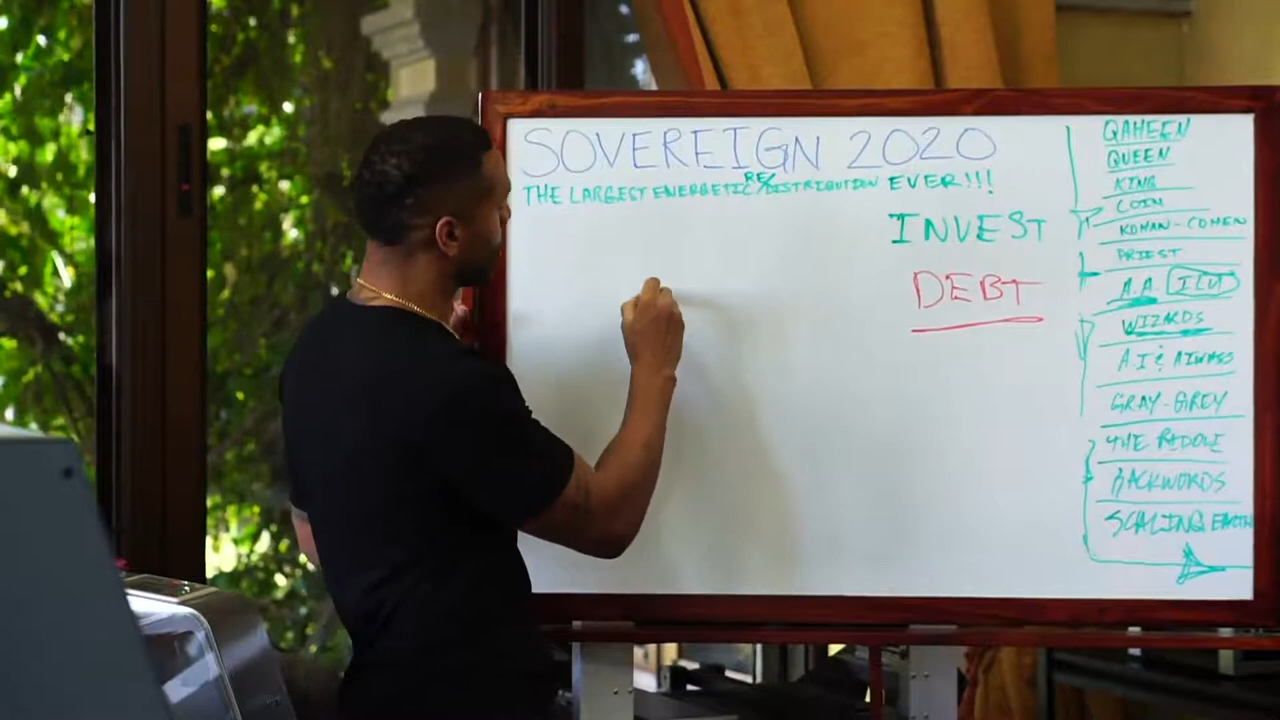 SOVEREIGN 2020
THE LARGEST ENERGETIC RE/DISTRIBUTION EVER!!!
INVEST
DEBT
QAHEEN
QUEEN
KING
COIN
KOHAN-COHEN
PRIEST
A.A.
WIZARDS
A.I &
GRAY-GREY
THE RIDDLE
BACKWORDS
SCALING EARTH